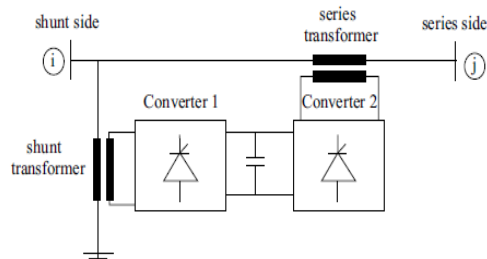 shunt side
series
transformer
series side
i
j
Converter 1
Converter 2
shunt
transformer